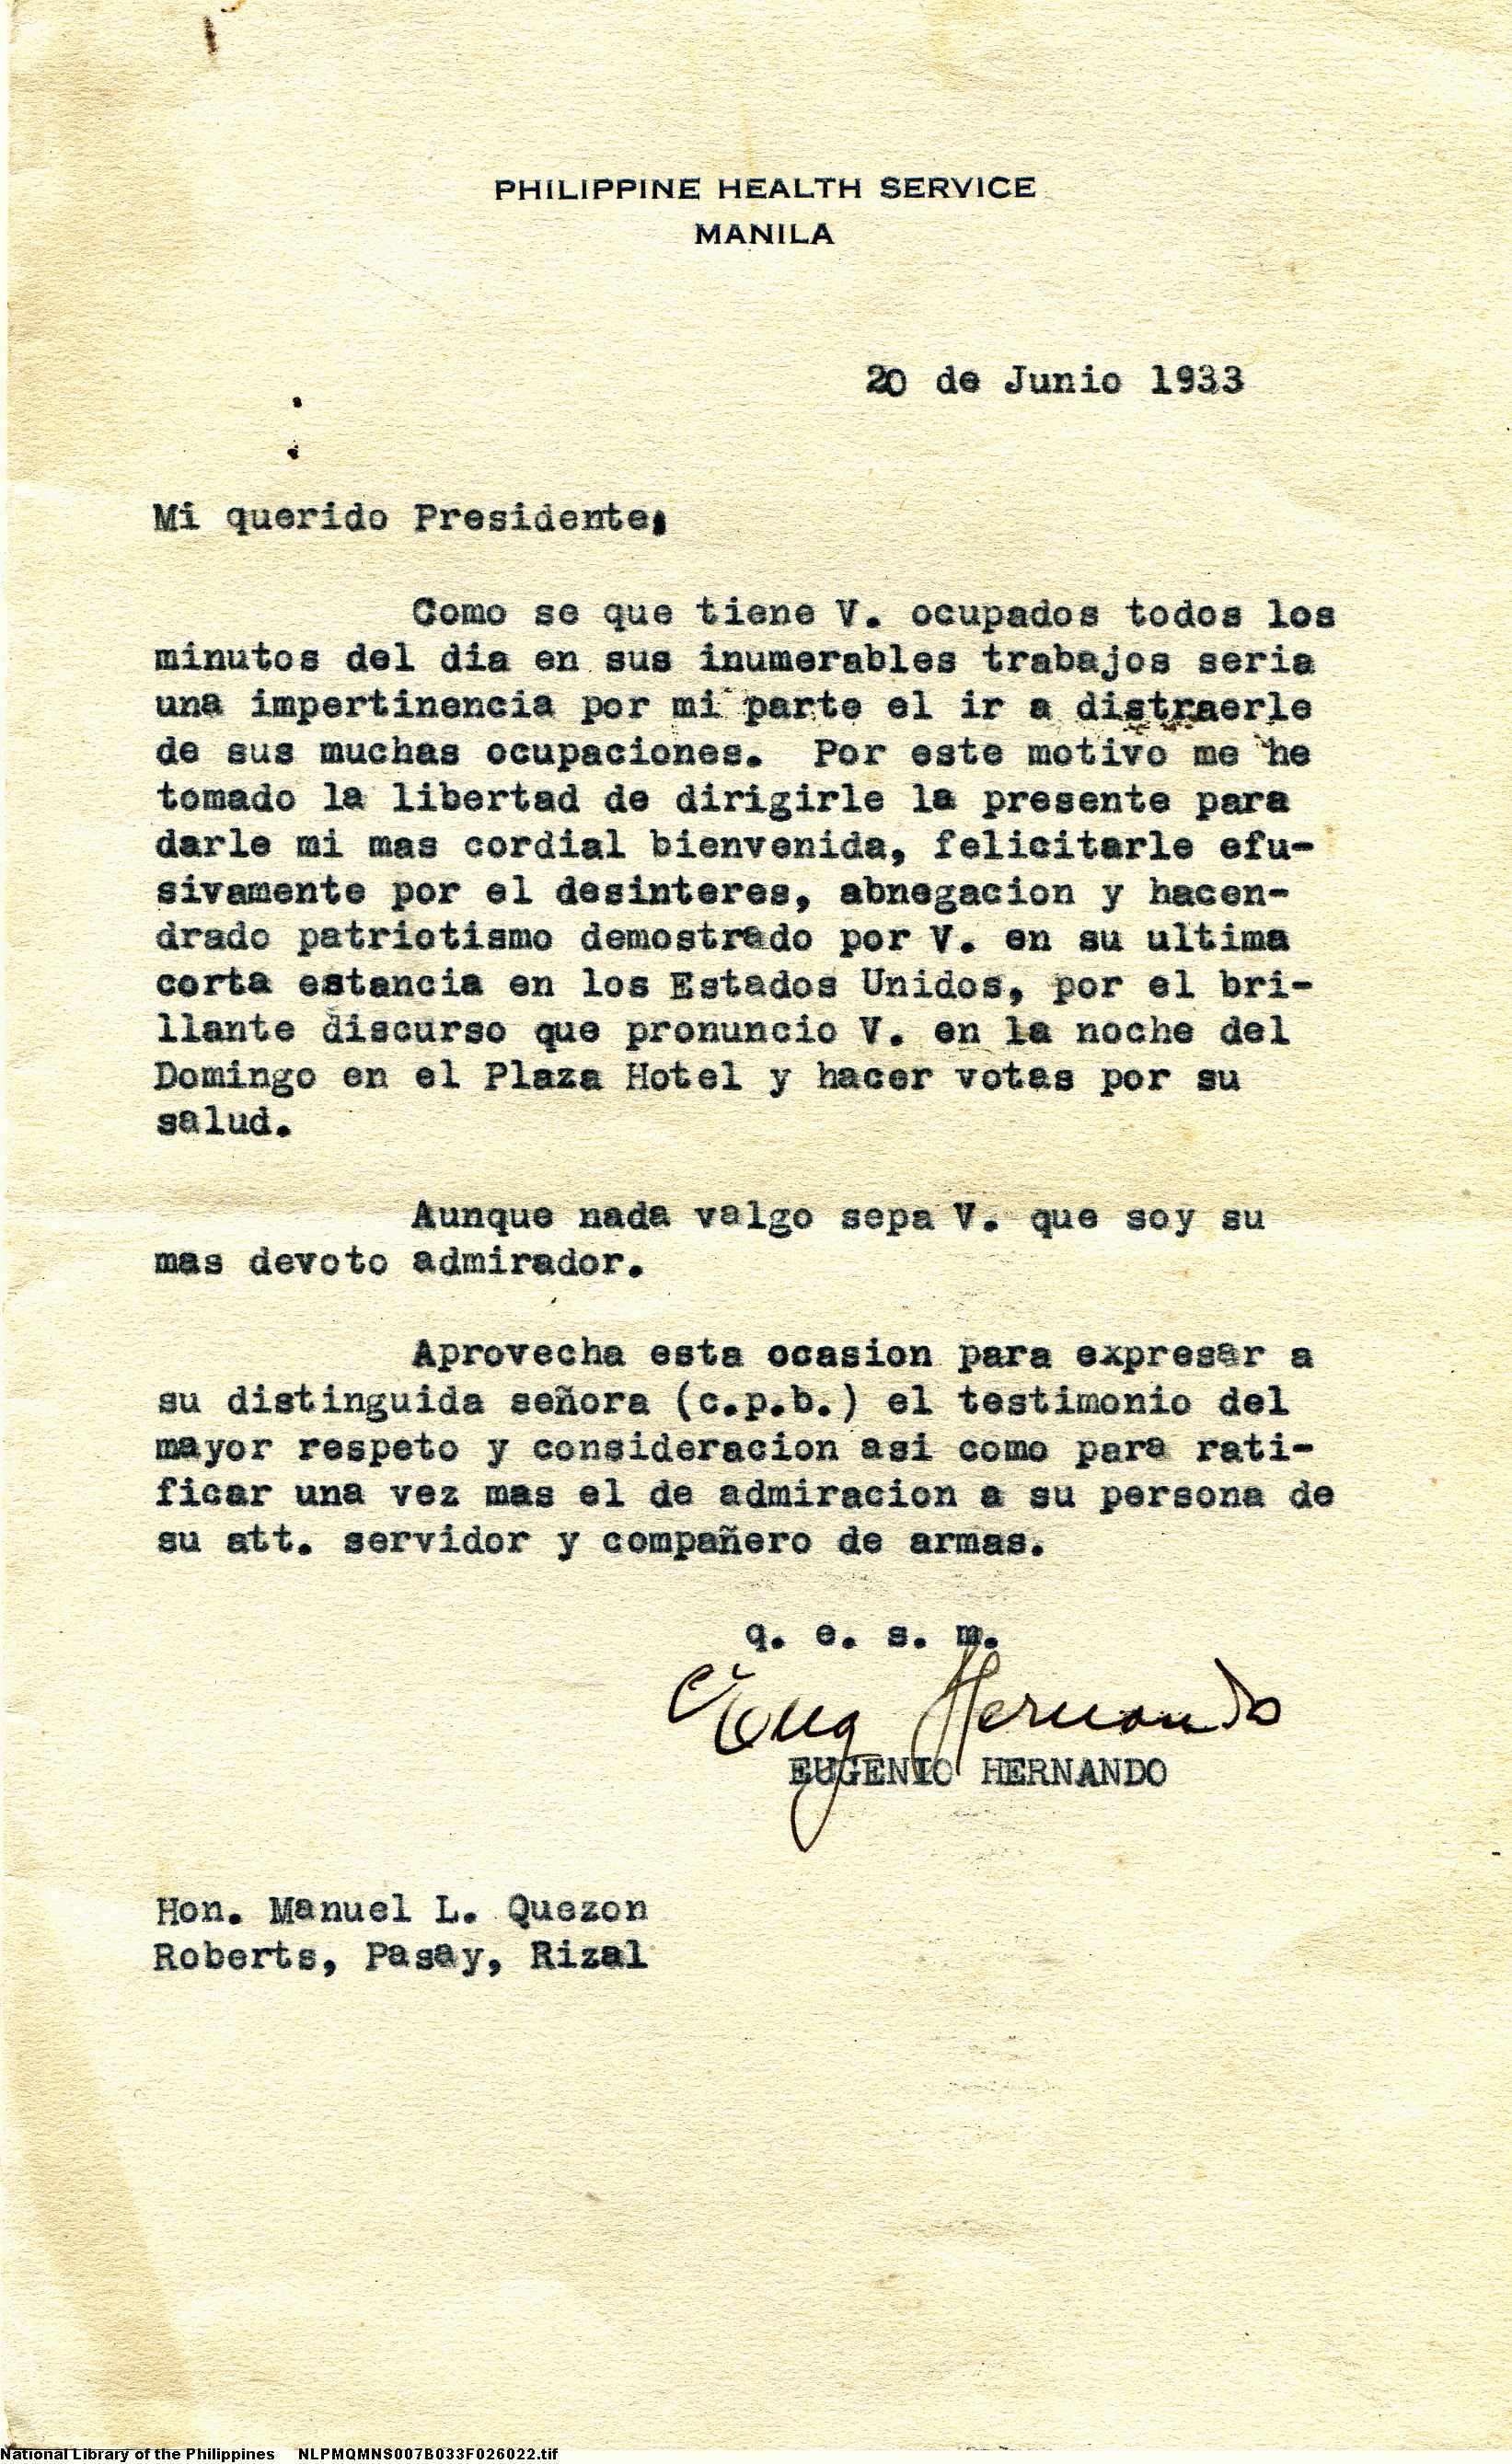 PHILIPPINE HEALTH SERVICE
MANILA
20 de Junio 1933
Mi querido Presidente,
Como se que tiene V. ocupados todos los
minutos del dia en sus inumerables trabajos seria
una impertinencia por mi parte el ir a distraerle
de sus muchas ocupaciones. Por este motivo me he
tomado la libertad de dirigirle la presente para
darle mi mas cordial bienvenida, felicitarle efu-
sivamente por el desinteres, abnegacion y hacen-
drado patriotismo demostrado por V. en su ultima
corta estancia en los Estados Unidos, por el bri-
llante discurso que pronuncio V. en la noche del
Domingo en el Plaza Hotel y hacer votas por su
salud.
Aunque nada valgo sepa V. que soy su
mas devoto admirador.
Aprovecha esta ocasion para expresar a
su distinguida señora (c.p.b.) el testimonio del
mayor respeto y consideracion asi como para rati-
ficar una vez mas el de admiracion a su persona de
su att. servidor y compañero de armas.
q. e. s. m.
Eug Hernando
EUGENIO HERNANDO
Hon. Manuel L. Quezon
Roberts, Pasay, Rizal
National Library of the Philippines NLPMQMNS007B033F026022.tif